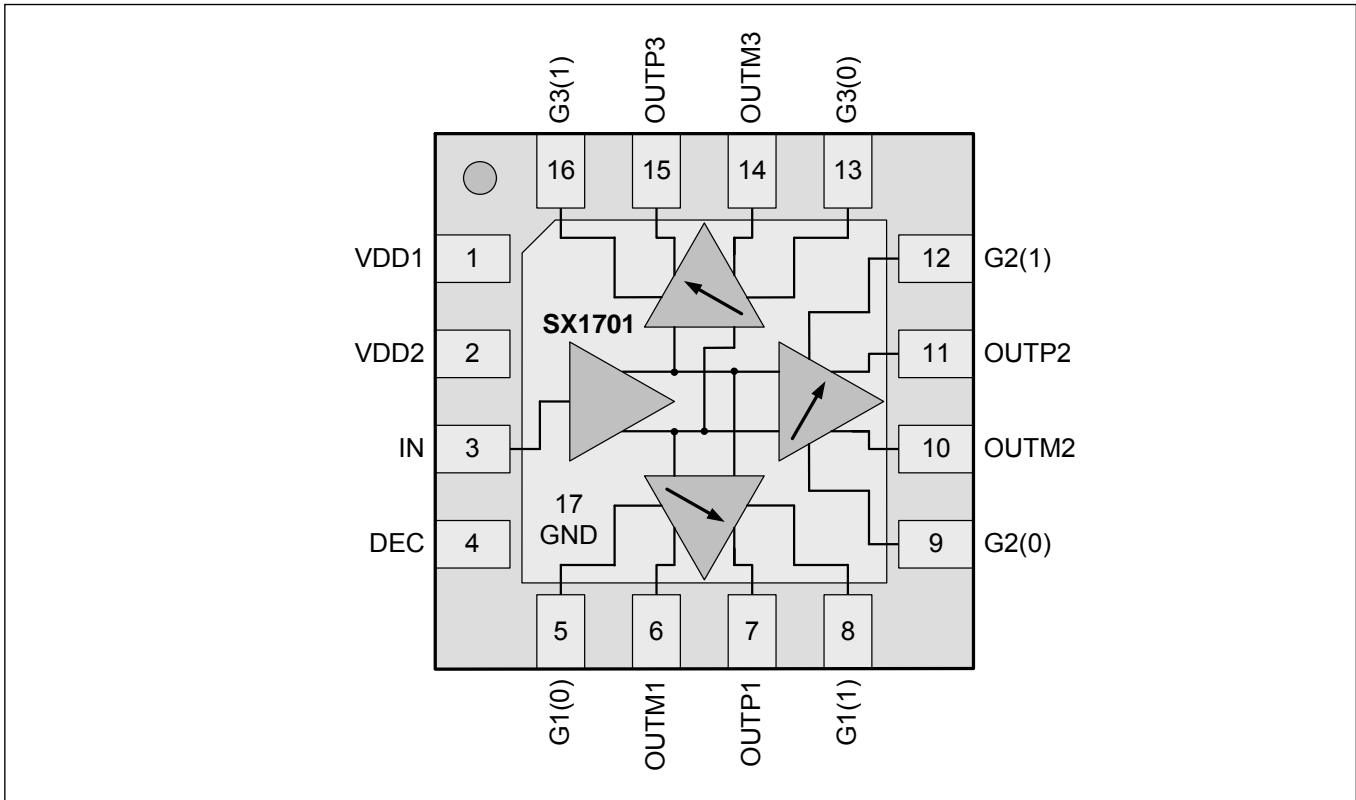 G3(1)
OUTP3
OUTM3
G3(0)
16
15
14
13
VDD1
1
12
G2(1)
SX1701
VDD2
2
11
OUTP2
IN
3
10
OUTM2
17
GND
DEC
4
9
G2(0)
5
6
7
8
G1(0)
OUTM1
OUTP1
G1(1)